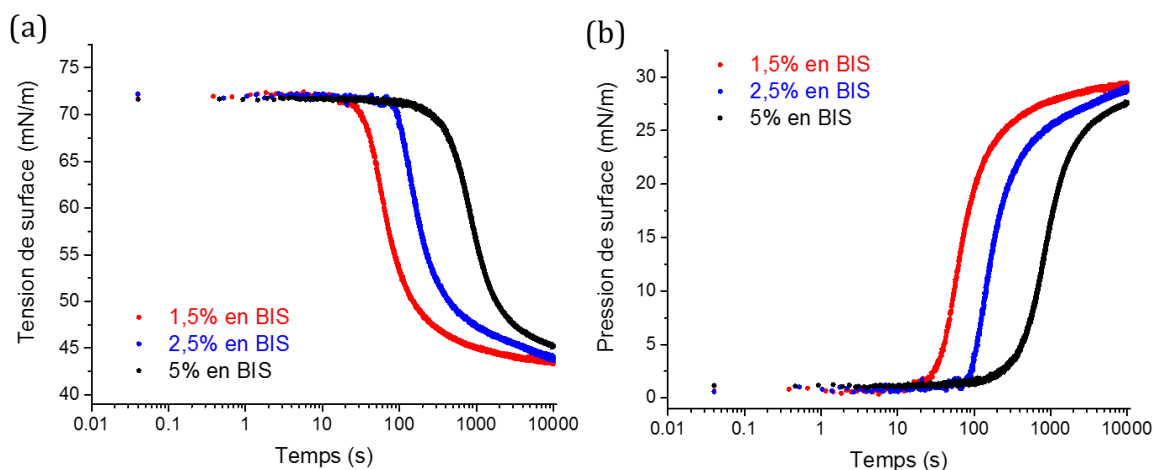 (a)
75
70
65
60
55
50
45
40
Tension de surface (mN/m)
1,5% en BIS
2,5% en BIS
5% en BIS
0.01 0.1 1 10 100 1000 10000
Temps (s)
(b)
30
25
20
15
10
5
0
Pression de surface (mN/m)
1,5% en BIS
2,5% en BIS
5% en BIS
0.01 0.1 1 10 100 1000 10000
Temps (s)